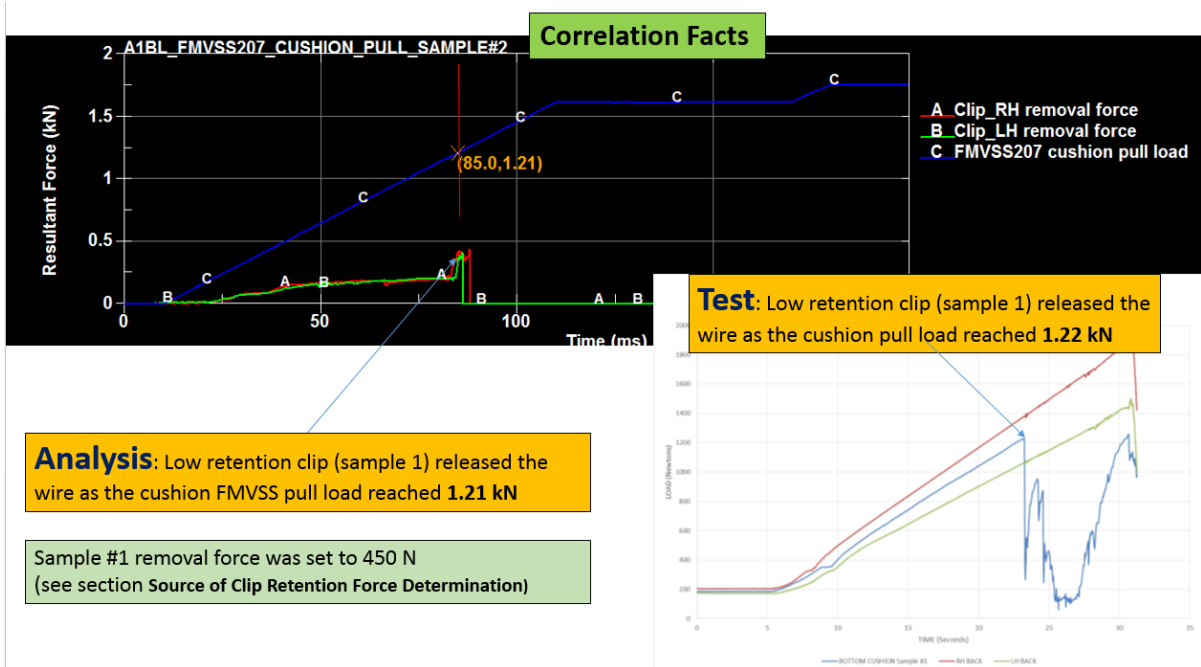 Correlation Facts
A1BL_FMVSS207_CUSHION_PULL_SAMPLE#2
2
1.5
1
0.5
0
Resultant Force (kN)
C
C
C
C
C
(85.0,1.21)
A
B
A
B
B
A
B
0
50
100
Time (ms)
A Clip_RH removal force
B Clip_LH removal force
C FMVSS207 cushion pull load
Test: Low retention clip (sample 1) released the
wire as the cushion pull load reached 1.22 kN
Analysis: Low retention clip (sample 1) released the
wire as the cushion FMVSS pull load reached 1.21 kN
Sample #1 removal force was set to 450 N
(see section Source of Clip Retention Force Determination)
2000
1800
1600
1400
1200
1000
800
600
400
200
0
LOAD (Newtons)
0 5 10 15 20 25 30 35
TIME (Seconds)
BOTTOM CUSHION Sample #1 RH BACK LH BACK